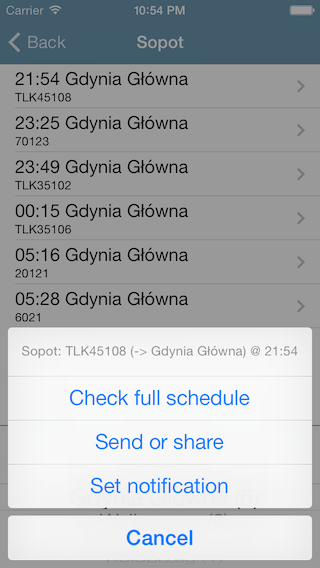 Carrier 10:54 PM
Back Sopot
21:54 Gdynia Główna
TLK45108
23:25 Gdynia Główna
70123
23:49 Gdynia Główna
TLK35102
00:15 Gdynia Główna
TLK35106
05:16 Gdynia Główna
20121
05:28 Gdynia Główna
6021
Sopot: TLK45108 (-> Gdynia Główna) @ 21:54
Check full schedule
Send or share
Set notification
Cancel